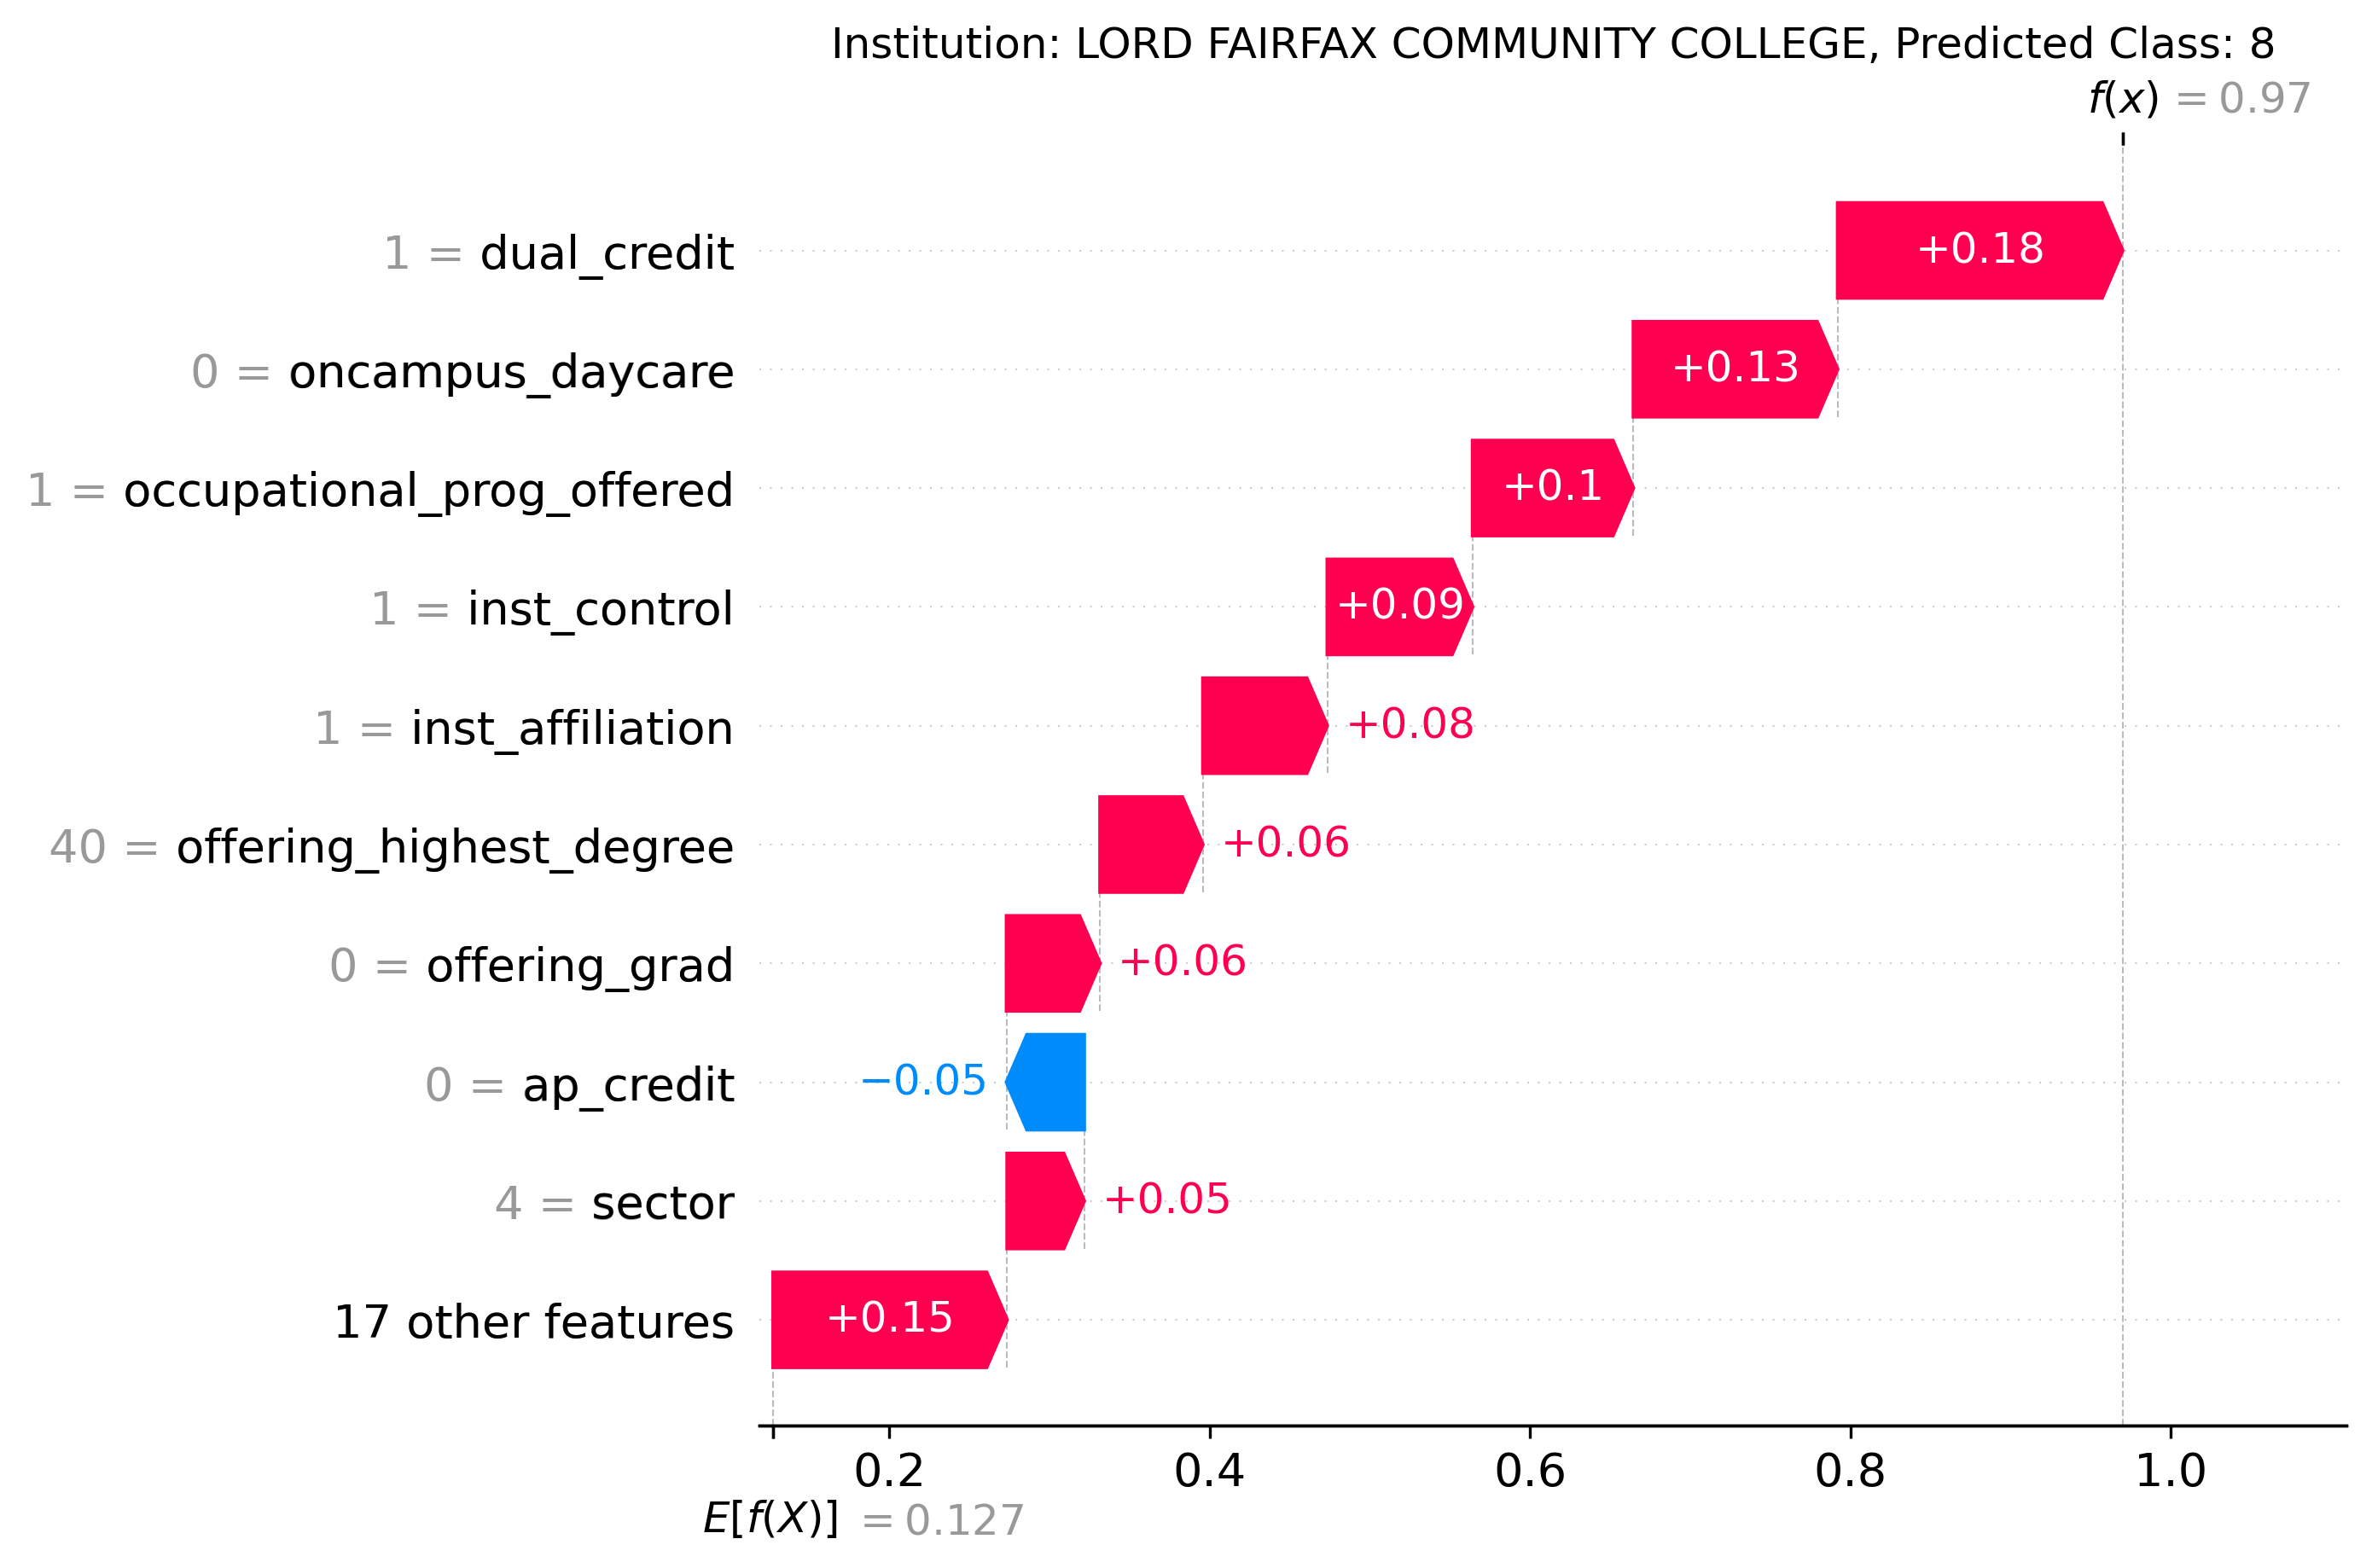 Institution: LORD FAIRFAX COMMUNITY COLLEGE, Predicted Class: 8
f(x) = 0.97
1 = dual_credit +0.18
0 = oncampus_daycare +0.13
1 = occupational_prog_offered +0.1
1 = inst_control +0.09
1 = inst_affiliation +0.08
40 = offering_highest_degree +0.06
0 = offering_grad +0.06
0 = ap_credit −0.05
4 = sector +0.05
17 other features +0.15
0.2 0.4 0.6 0.8 1.0
E[f(X)] = 0.127